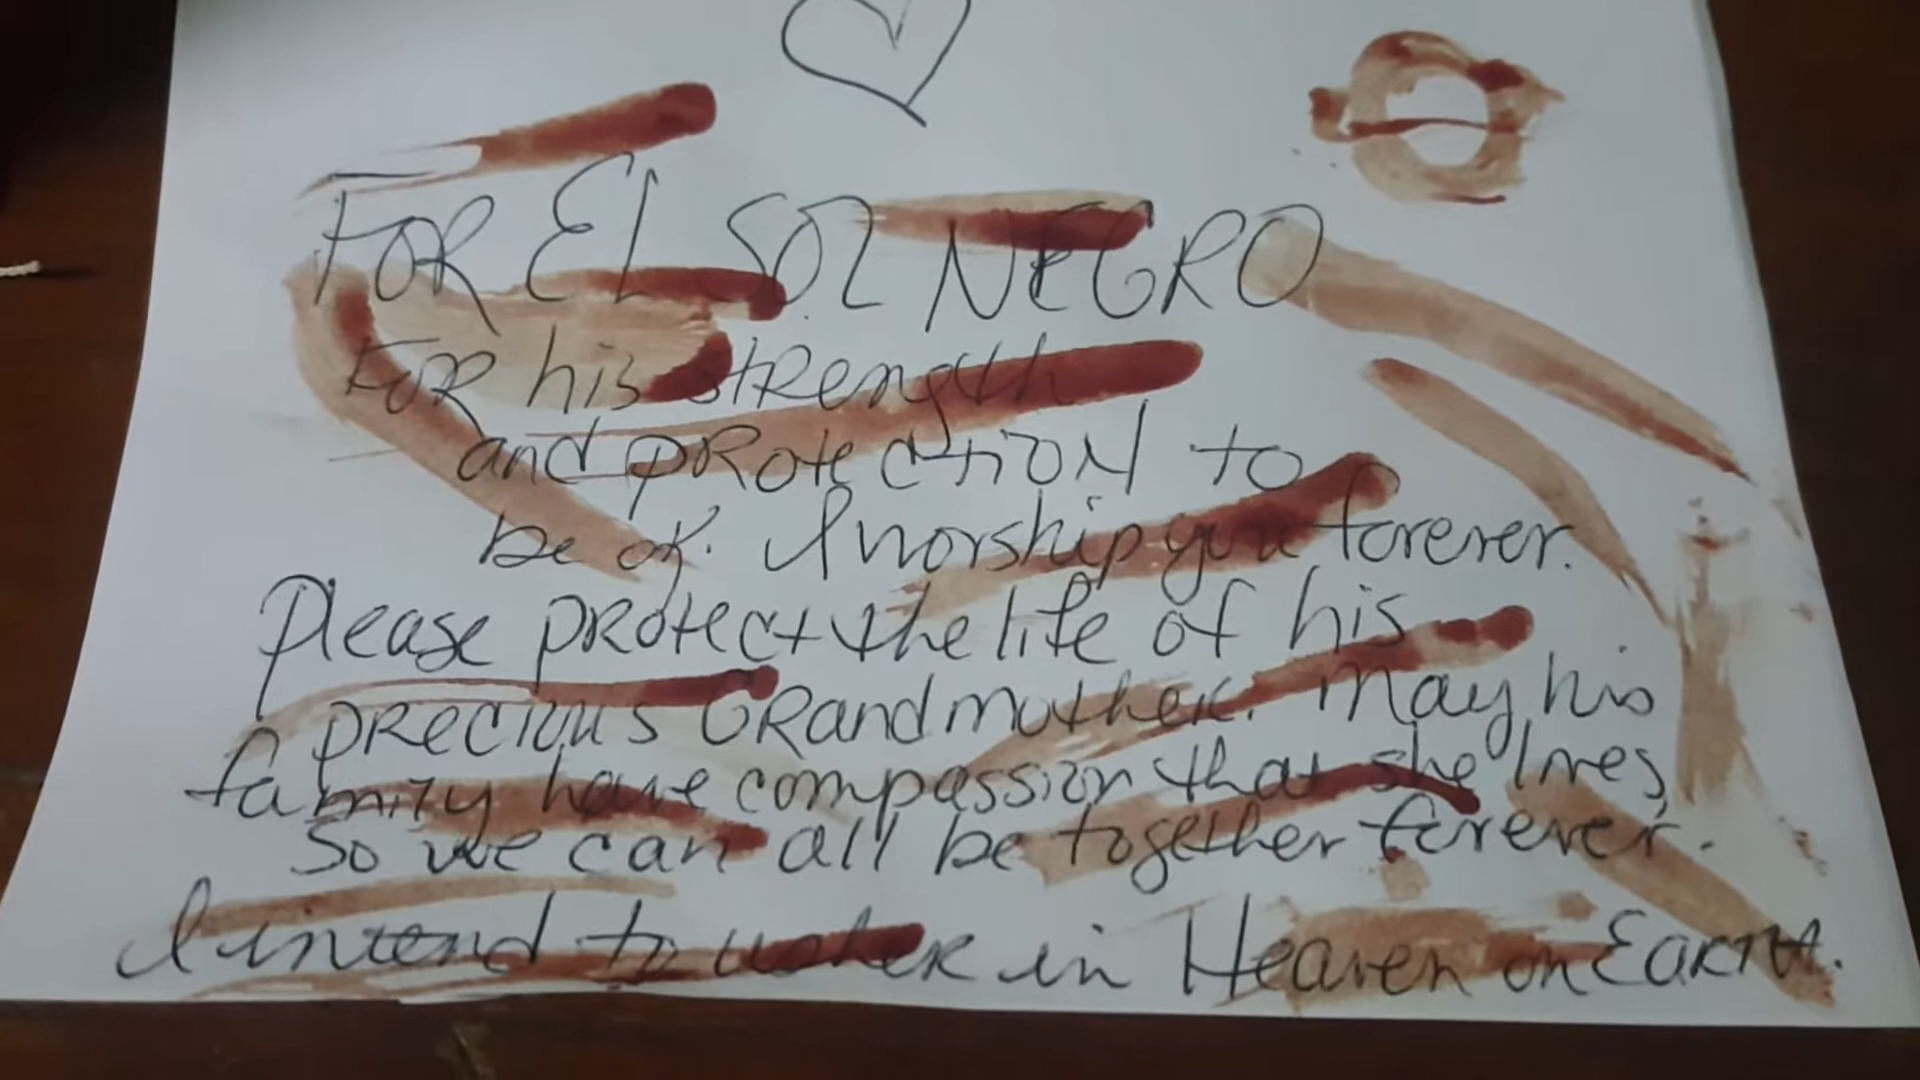 FOR El SOL NEGRO
FOR his strength
and protection to
be ok. I worship you forever.
Please protect the life of his
precious Grandmother. May his
family have compassion that she lives,
so we can all be together forever.
I intend to usher in Heaven on Earth.